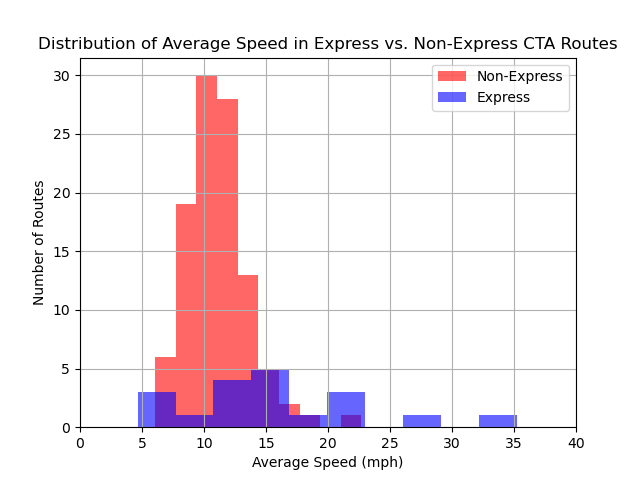 Distribution of Average Speed in Express vs. Non-Express CTA Routes
Non-Express
Express
Number of Routes
30
25
20
15
10
5
0
0 5 10 15 20 25 30 35 40
Average Speed (mph)